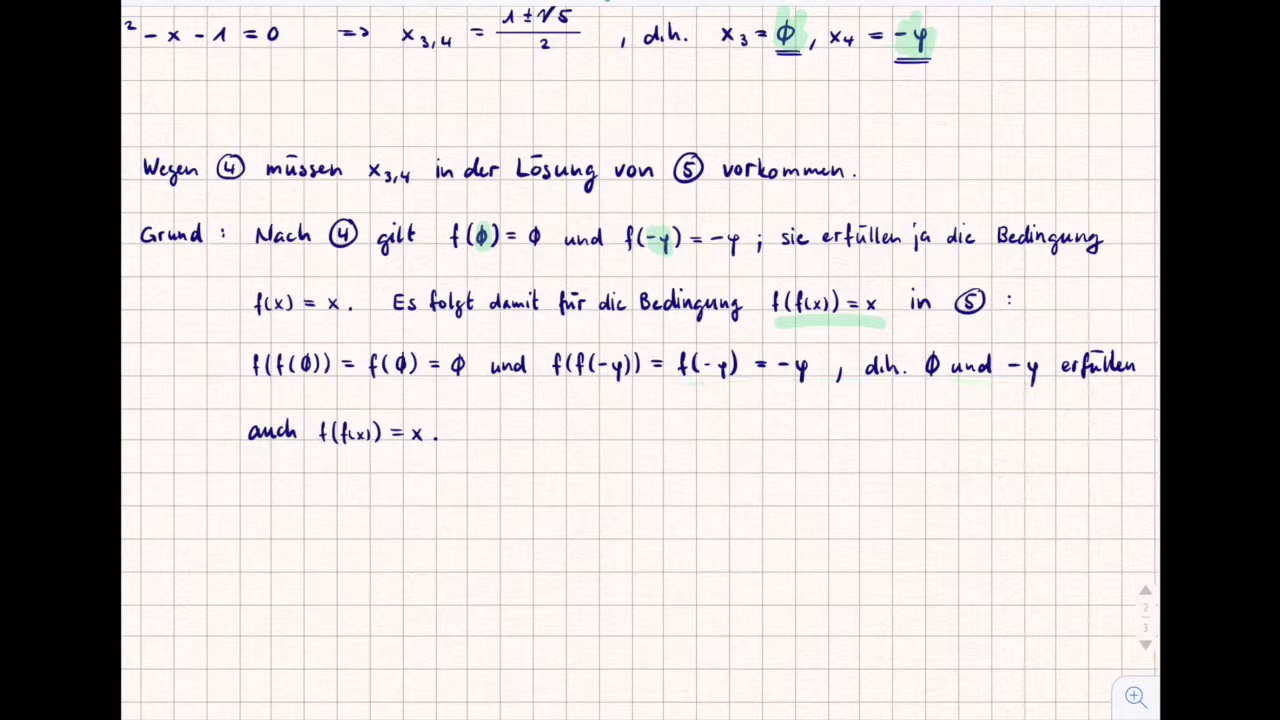 ² - x - 1 = 0 ⇒ x₃,₄ = (1 ± √5)/2 , d.h. x₃ = ϕ , x₄ = -φ
Wegen ④ müssen x₃,₄ in der Lösung von ⑤ vorkommen.
Grund : Nach ④ gilt f(ϕ) = ϕ und f(-φ) = -φ ; sie erfüllen ja die Bedingung
f(x) = x . Es folgt damit für die Bedingung f(f(x)) = x in ⑤ :
f(f(ϕ)) = f(ϕ) = ϕ und f(f(-φ)) = f(-φ) = -φ , d.h. ϕ und -φ erfüllen
auch f(f(x)) = x .
2
3